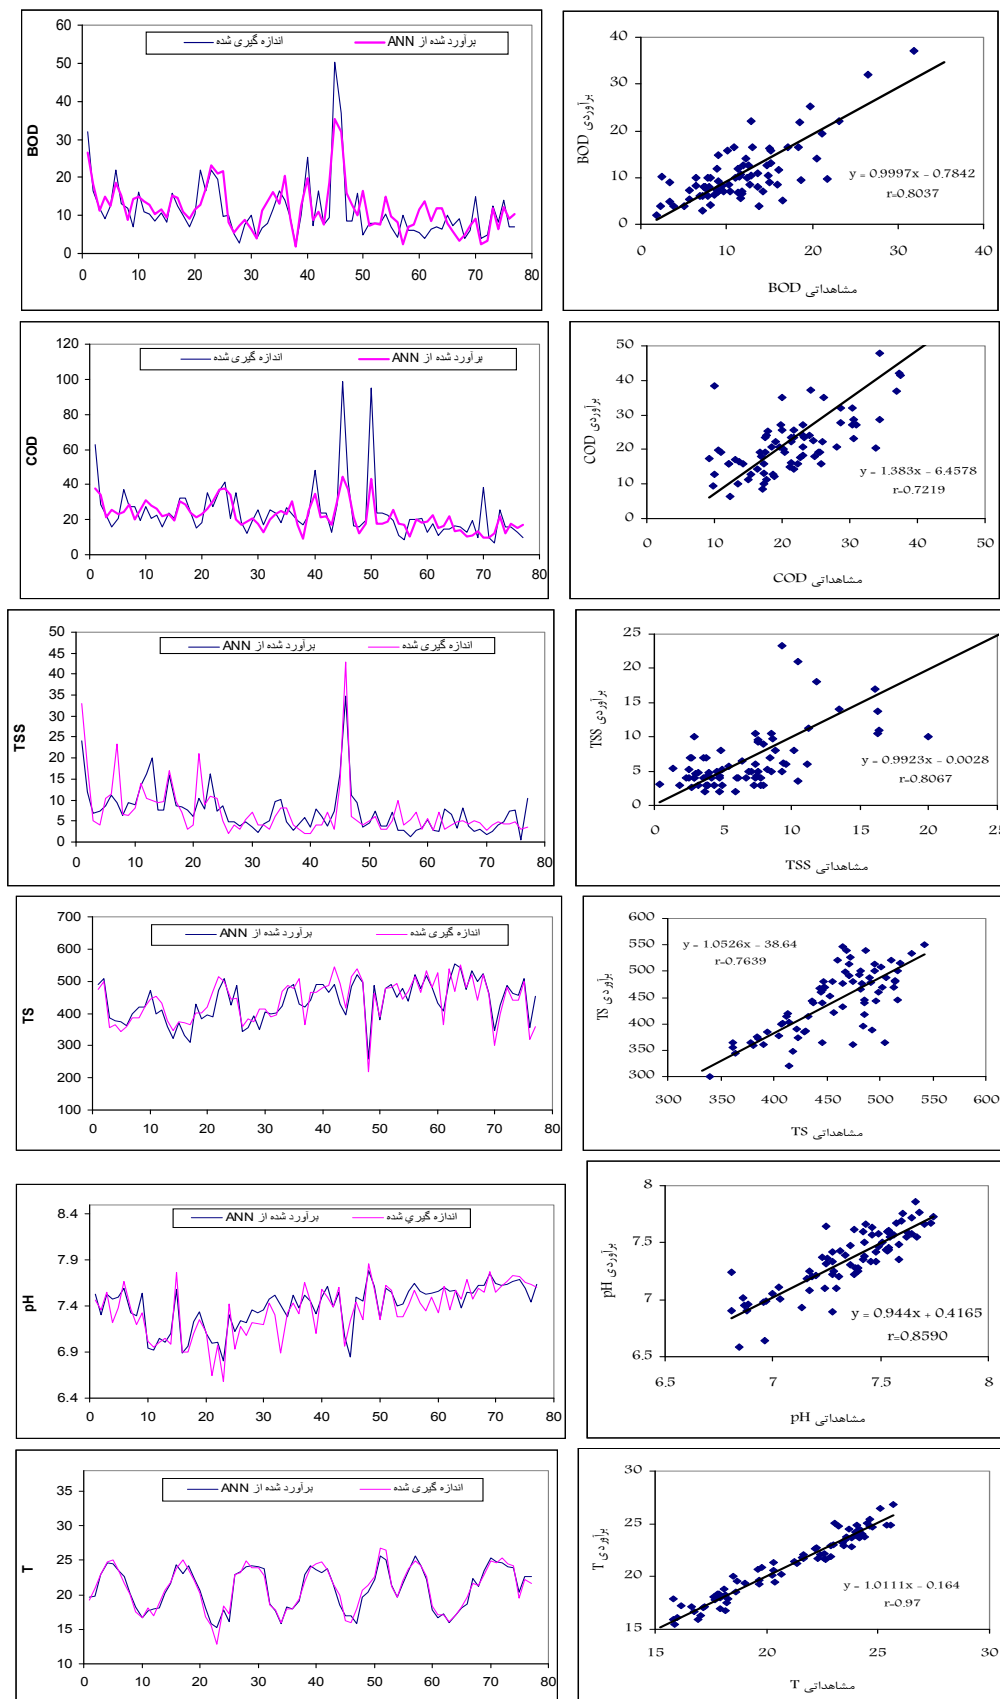 60
50
40
30
20
10
0
BOD
اندازه گیری شده
برآورد شده از ANN
0 10 20 30 40 50 60 70 80
40
30
20
10
0
برآوردی BOD
y = 0.9997x - 0.7842
r=0.8037
0 10 20 30 40
مشاهداتی BOD
120
100
80
60
40
20
0
COD
اندازه گیری شده
برآورد شده از ANN
0 10 20 30 40 50 60 70 80
50
40
30
20
10
0
برآوردی COD
y = 1.383x - 6.4578
r=0.7219
0 10 20 30 40 50
مشاهداتی COD
50
45
40
35
30
25
20
15
10
5
0
TSS
برآورد شده از ANN
اندازه گیری شده
0 10 20 30 40 50 60 70 80
25
20
15
10
5
0
برآوردی TSS
y = 0.9923x - 0.0028
r=0.8067
0 5 10 15 20 25
مشاهداتی TSS
700
600
500
400
300
200
100
TS
برآورد شده از ANN
اندازه گیری شده
0 10 20 30 40 50 60 70 80
600
550
500
450
400
350
300
برآوردی TS
y = 1.0526x - 38.64
r=0.7639
300 350 400 450 500 550 600
مشاهداتی TS
8.4
7.9
7.4
6.9
6.4
pH
برآورد شده از ANN
اندازه گيري شده
0 10 20 30 40 50 60 70 80
8
7.5
7
6.5
برآوردی pH
y = 0.944x + 0.4165
r=0.8590
6.5 7 7.5 8
مشاهداتی pH
35
30
25
20
15
10
T
برآورد شده از ANN
اندازه گیری شده
0 10 20 30 40 50 60 70 80
30
25
20
15
برآوردی T
y = 1.0111x - 0.164
r=0.97
15 20 25 30
مشاهداتی T